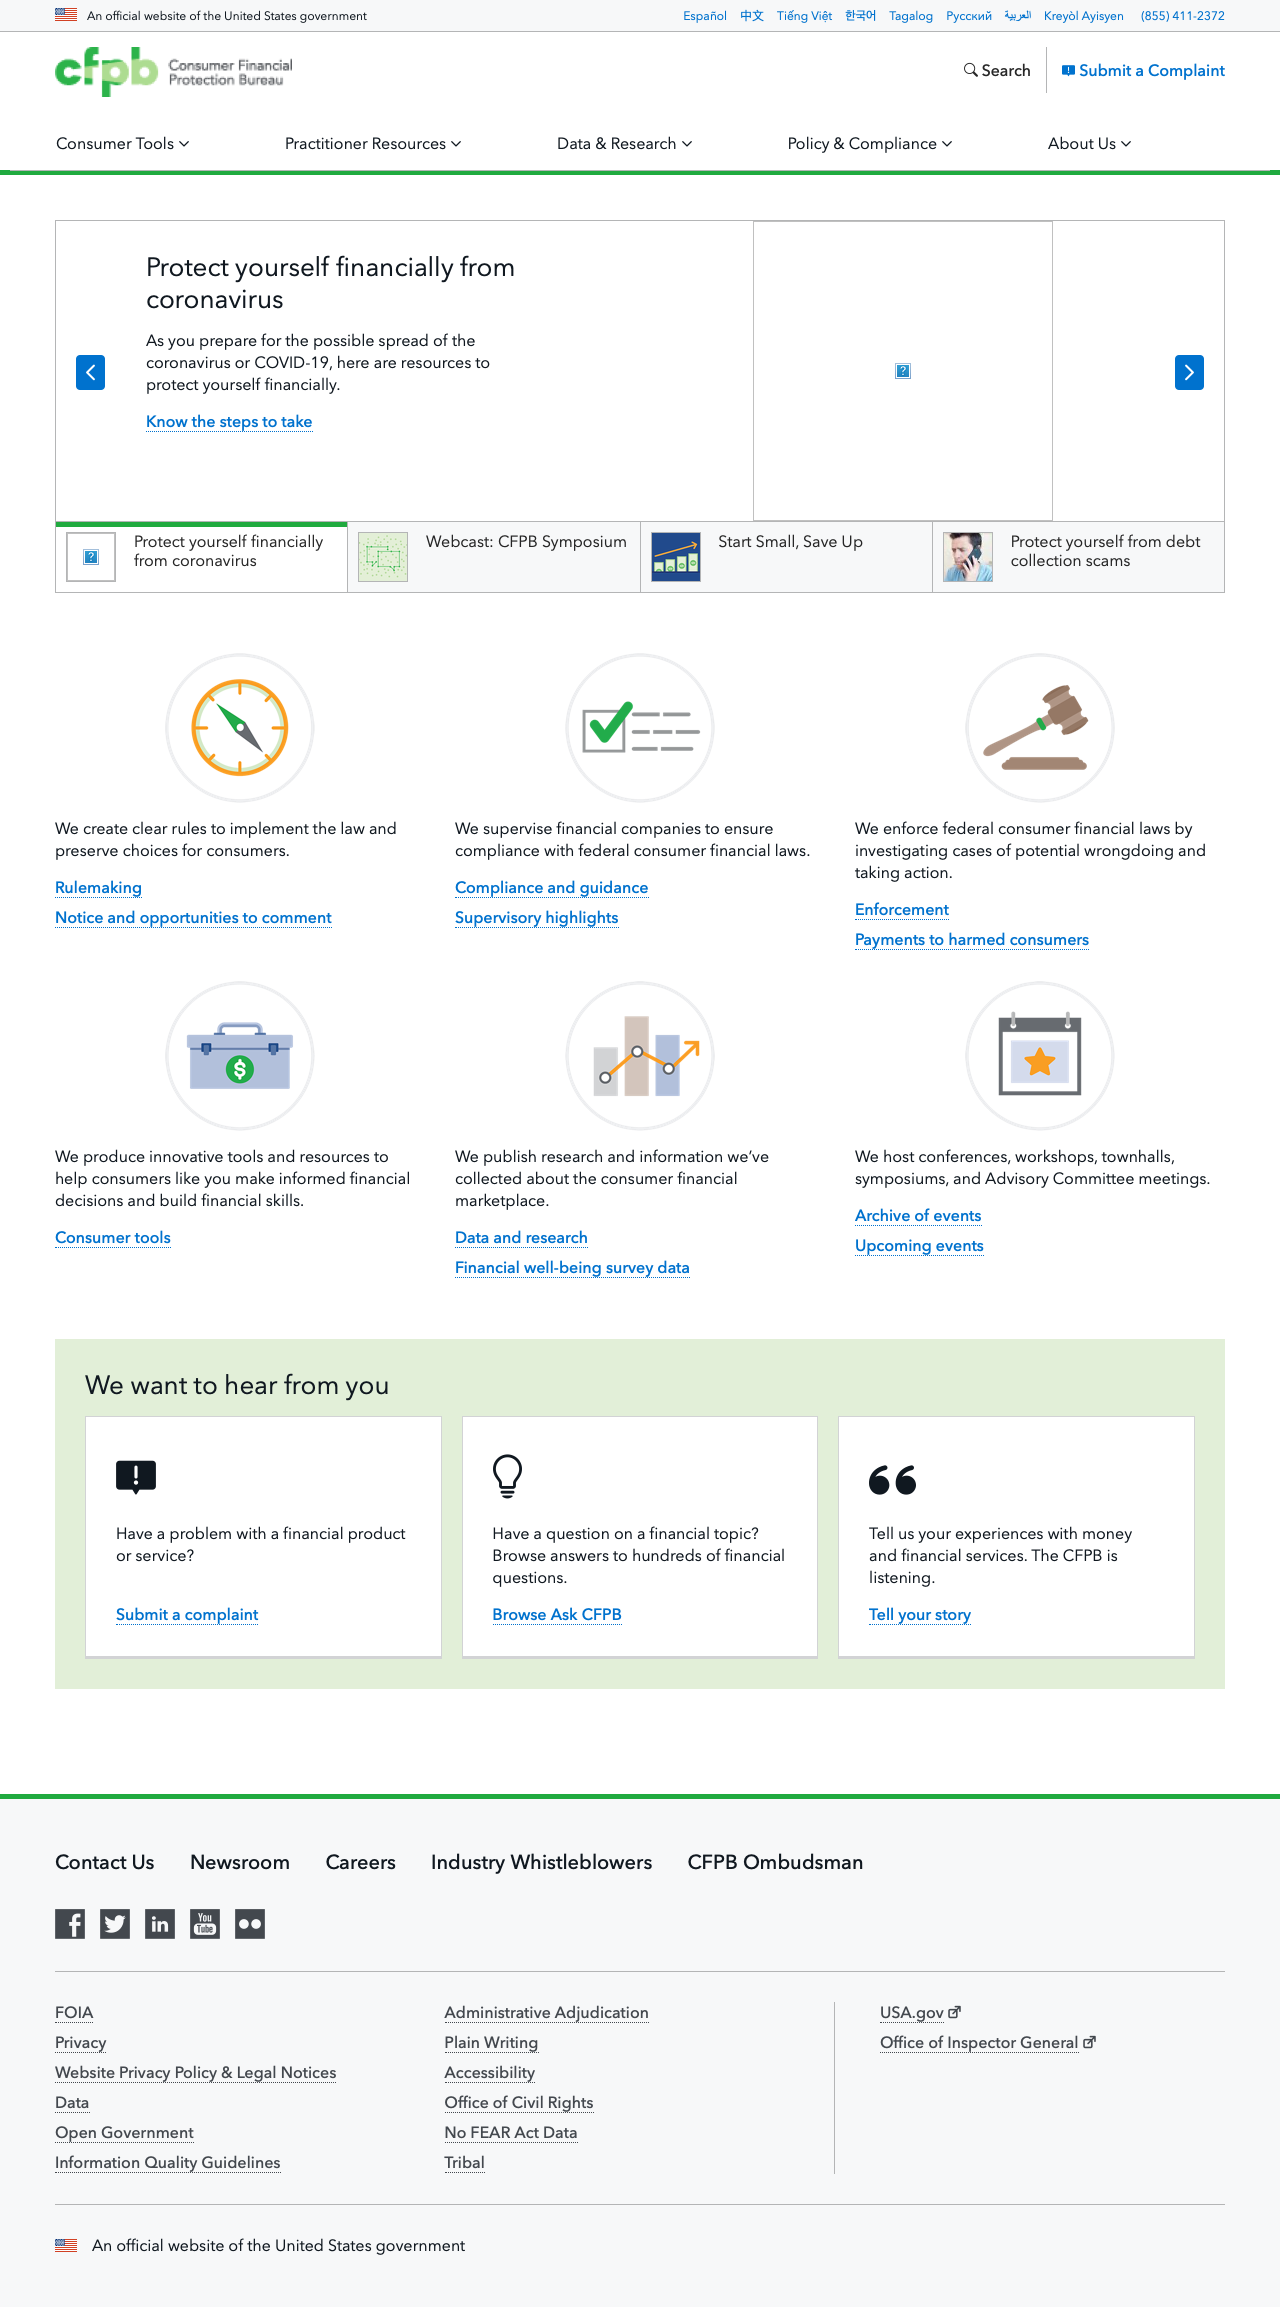 An official website of the United States government
Español 中文 Tiếng Việt 한국어 Tagalog Pусский العربية Kreyòl Ayisyen (855) 411-2372
cfpb Consumer Financial
Protection Bureau
Search
Submit a Complaint
Consumer Tools
Practitioner Resources
Data & Research
Policy & Compliance
About Us
Protect yourself financially from
coronavirus
As you prepare for the possible spread of the
coronavirus or COVID-19, here are resources to
protect yourself financially.
Know the steps to take
Protect yourself financially
from coronavirus
Webcast: CFPB Symposium
Start Small, Save Up
Protect yourself from debt
collection scams
We create clear rules to implement the law and
preserve choices for consumers.
Rulemaking
Notice and opportunities to comment
We supervise financial companies to ensure
compliance with federal consumer financial laws.
Compliance and guidance
Supervisory highlights
We enforce federal consumer financial laws by
investigating cases of potential wrongdoing and
taking action.
Enforcement
Payments to harmed consumers
We produce innovative tools and resources to
help consumers like you make informed financial
decisions and build financial skills.
Consumer tools
We publish research and information we’ve
collected about the consumer financial
marketplace.
Data and research
Financial well-being survey data
We host conferences, workshops, townhalls,
symposiums, and Advisory Committee meetings.
Archive of events
Upcoming events
We want to hear from you
Have a problem with a financial product
or service?
Submit a complaint
Have a question on a financial topic?
Browse answers to hundreds of financial
questions.
Browse Ask CFPB
Tell us your experiences with money
and financial services. The CFPB is
listening.
Tell your story
Contact Us
Newsroom
Careers
Industry Whistleblowers
CFPB Ombudsman
You
Tube
FOIA
Privacy
Website Privacy Policy & Legal Notices
Data
Open Government
Information Quality Guidelines
Administrative Adjudication
Plain Writing
Accessibility
Office of Civil Rights
No FEAR Act Data
Tribal
USA.gov
Office of Inspector General
An official website of the United States government